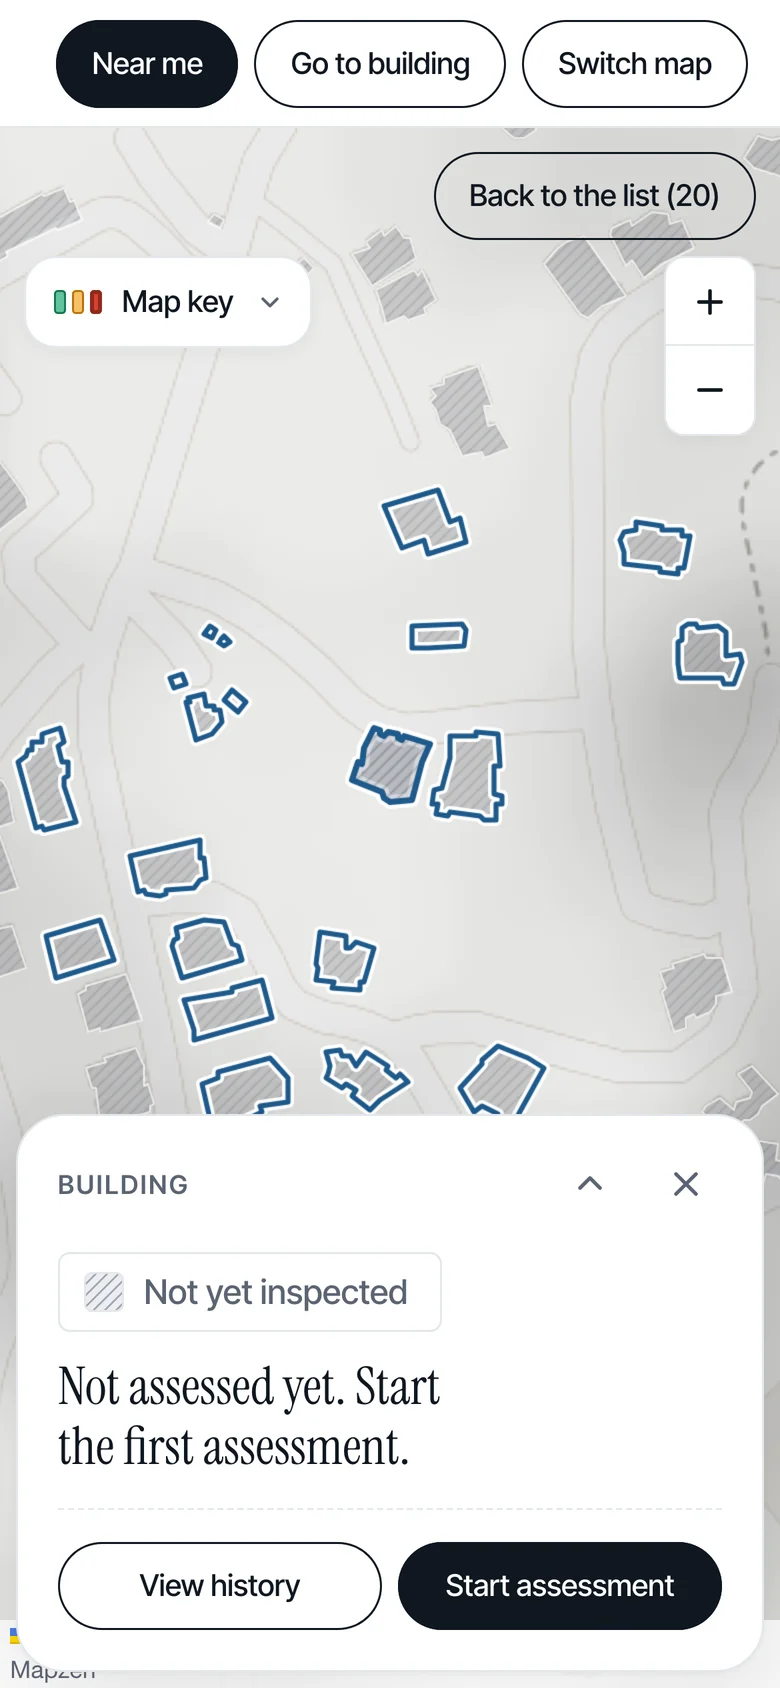 Near me
Go to building
Switch map
Back to the list (20)
Map key
+
−
BUILDING
Not yet inspected
Not assessed yet. Start
the first assessment.
View history
Start assessment
Mapzen